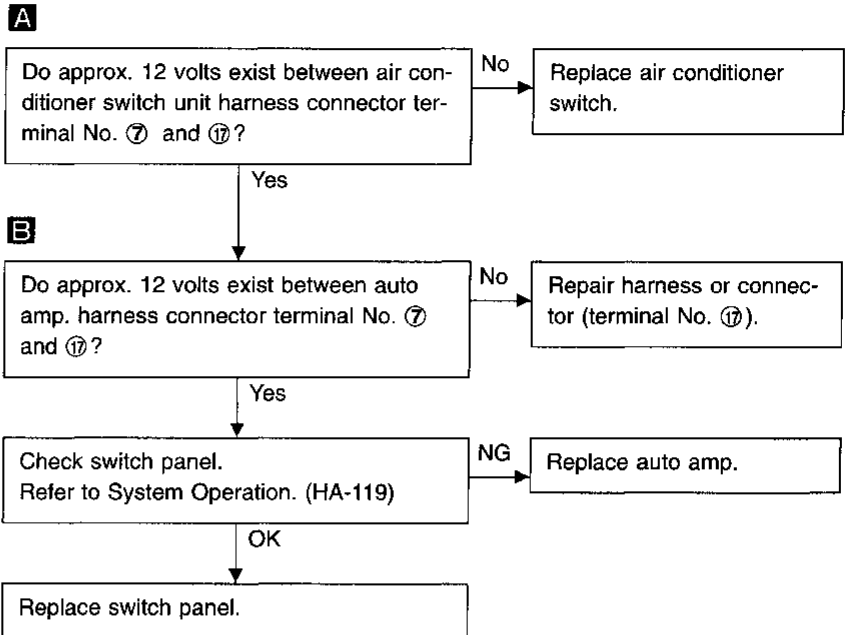 A
Do approx. 12 volts exist between air con-
ditioner switch unit harness connector ter-
minal No. ⑦ and ⑰?
No
Replace air conditioner
switch.
Yes
B
Do approx. 12 volts exist between auto
amp. harness connector terminal No. ⑦
and ⑰?
No
Repair harness or connec-
tor (terminal No. ⑰).
Yes
Check switch panel.
Refer to System Operation. (HA-119)
NG
Replace auto amp.
OK
Replace switch panel.